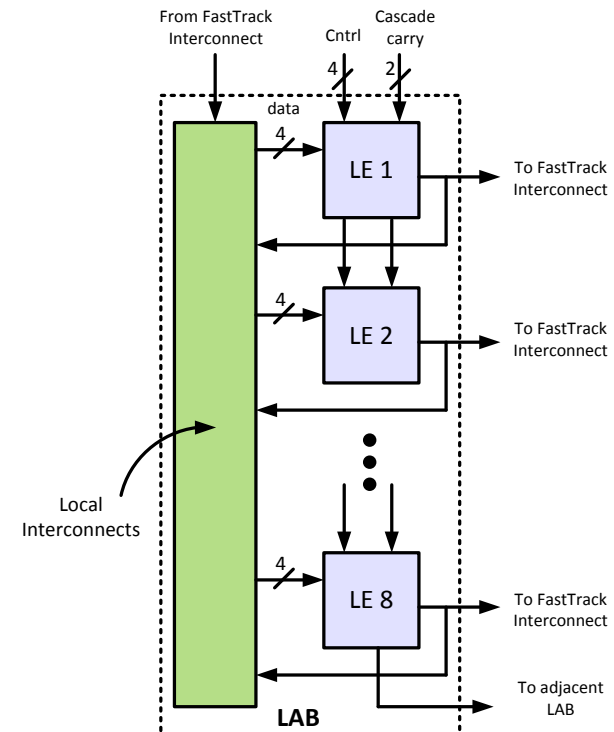 From FastTrack
Interconnect
Cntrl
Cascade
carry
4
2
data
4
LE 1
To FastTrack
Interconnect
4
LE 2
To FastTrack
Interconnect
Local
Interconnects
4
LE 8
To FastTrack
Interconnect
To adjacent
LAB
LAB